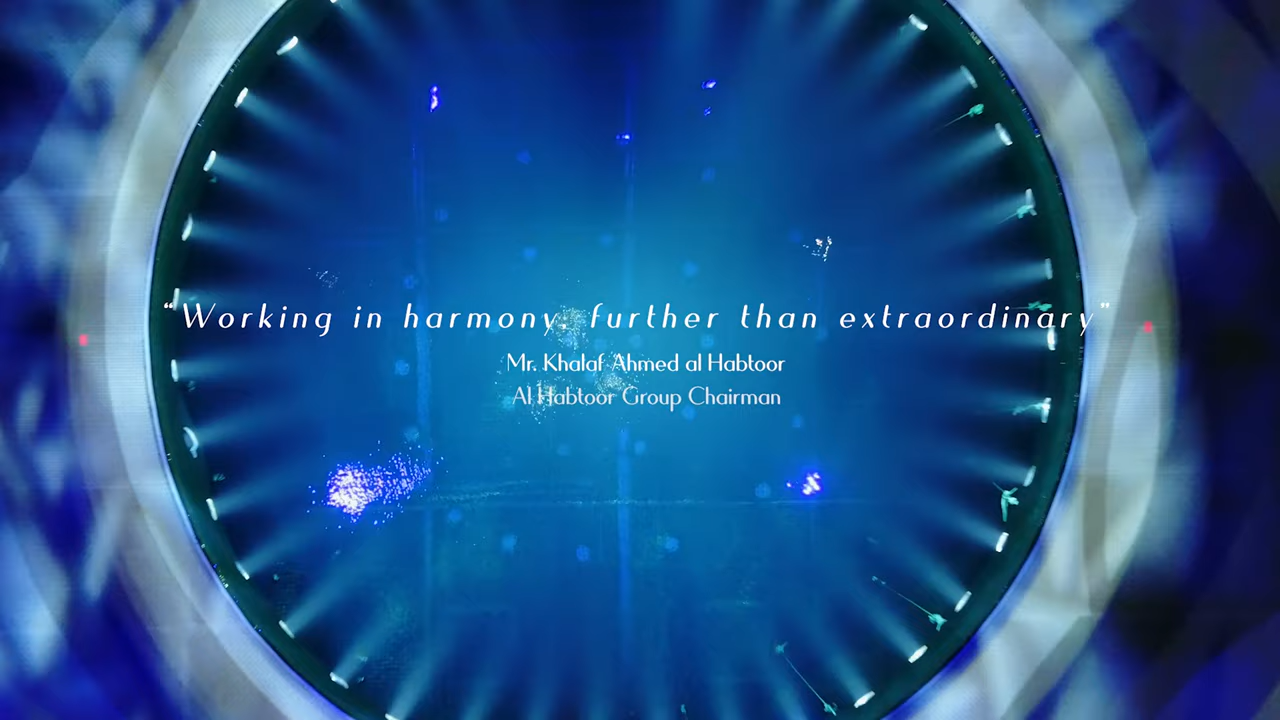 “Working in harmony, further than extraordinary”
Mr. Khalaf Ahmed al Habtoor
Al Habtoor Group Chairman